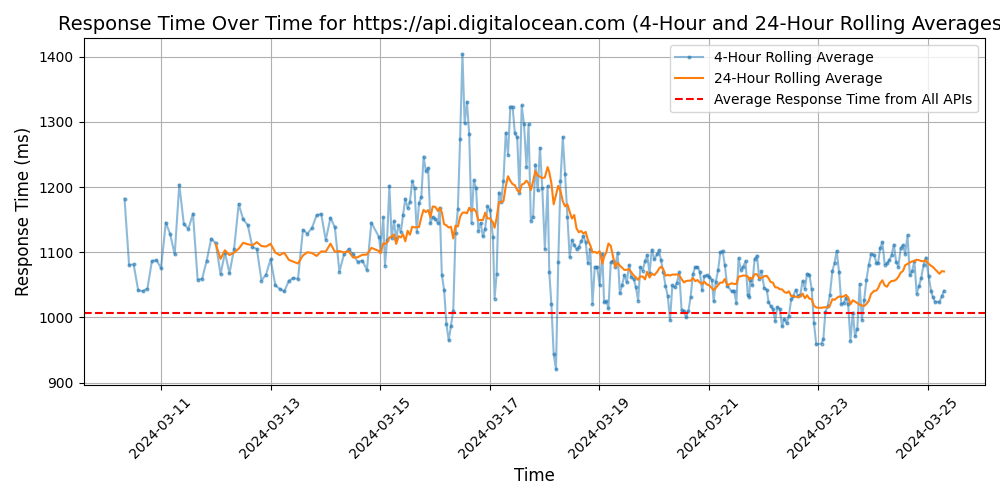 Response Time Over Time for https://api.digitalocean.com (4-Hour and 24-Hour Rolling Averages
4-Hour Rolling Average
24-Hour Rolling Average
Average Response Time from All APIs
Response Time (ms)
1400
1300
1200
1100
1000
900
2024-03-11
2024-03-13
2024-03-15
2024-03-17
2024-03-19
2024-03-21
2024-03-23
2024-03-25
Time